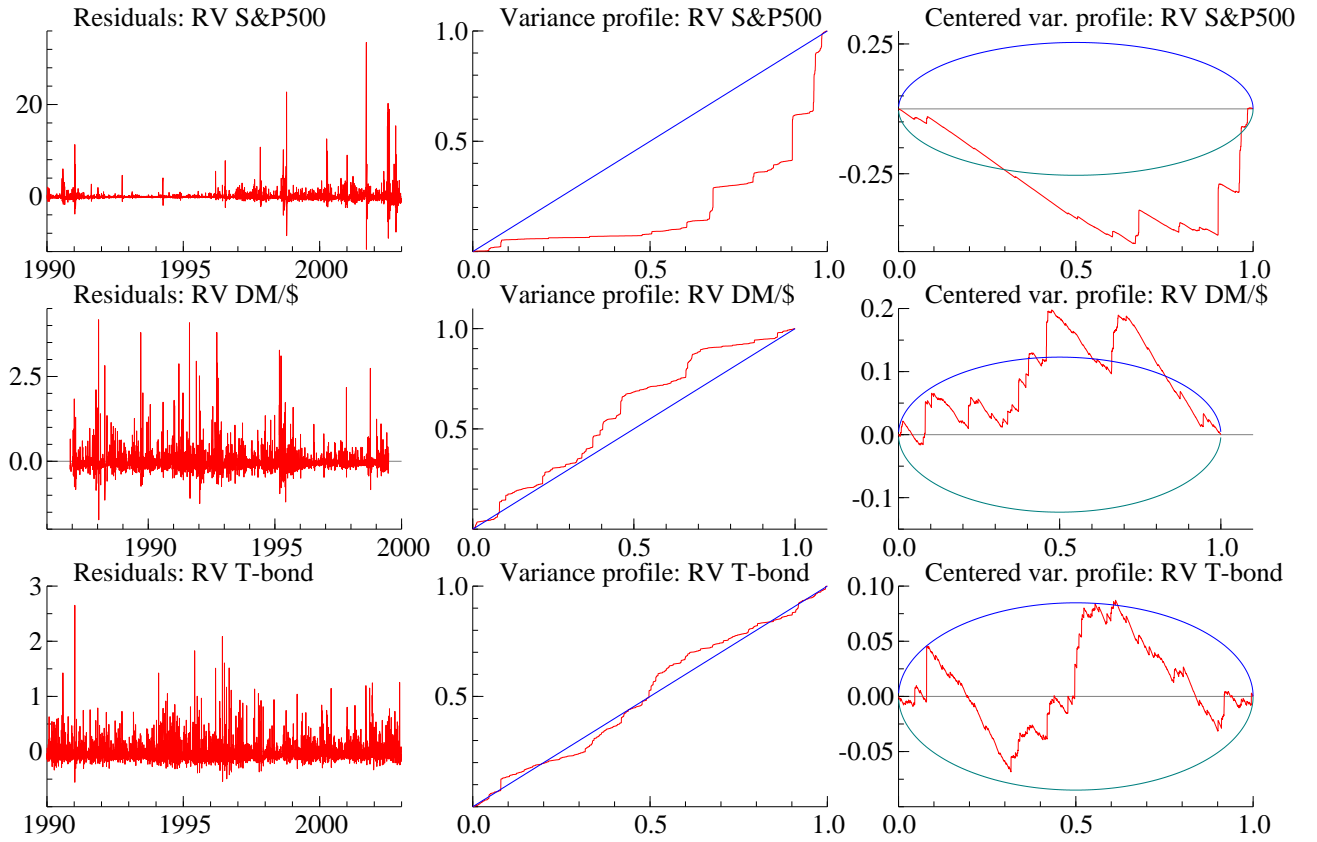 Residuals: RV S&P500
20
0
1990 1995 2000
Variance profile: RV S&P500
1.0
0.5
0.0 0.5 1.0
Centered var. profile: RV S&P500
0.25
-0.25
0.0 0.5 1.0
Residuals: RV DM/$
2.5
0.0
1990 1995 2000
Variance profile: RV DM/$
1.0
0.5
0.0 0.5 1.0
Centered var. profile: RV DM/$
0.2
0.1
0.0
-0.1
0.0 0.5 1.0
Residuals: RV T-bond
3
2
1
0
1990 1995 2000
Variance profile: RV T-bond
1.0
0.5
0.0 0.5 1.0
Centered var. profile: RV T-bond
0.10
0.05
0.00
-0.05
0.0 0.5 1.0